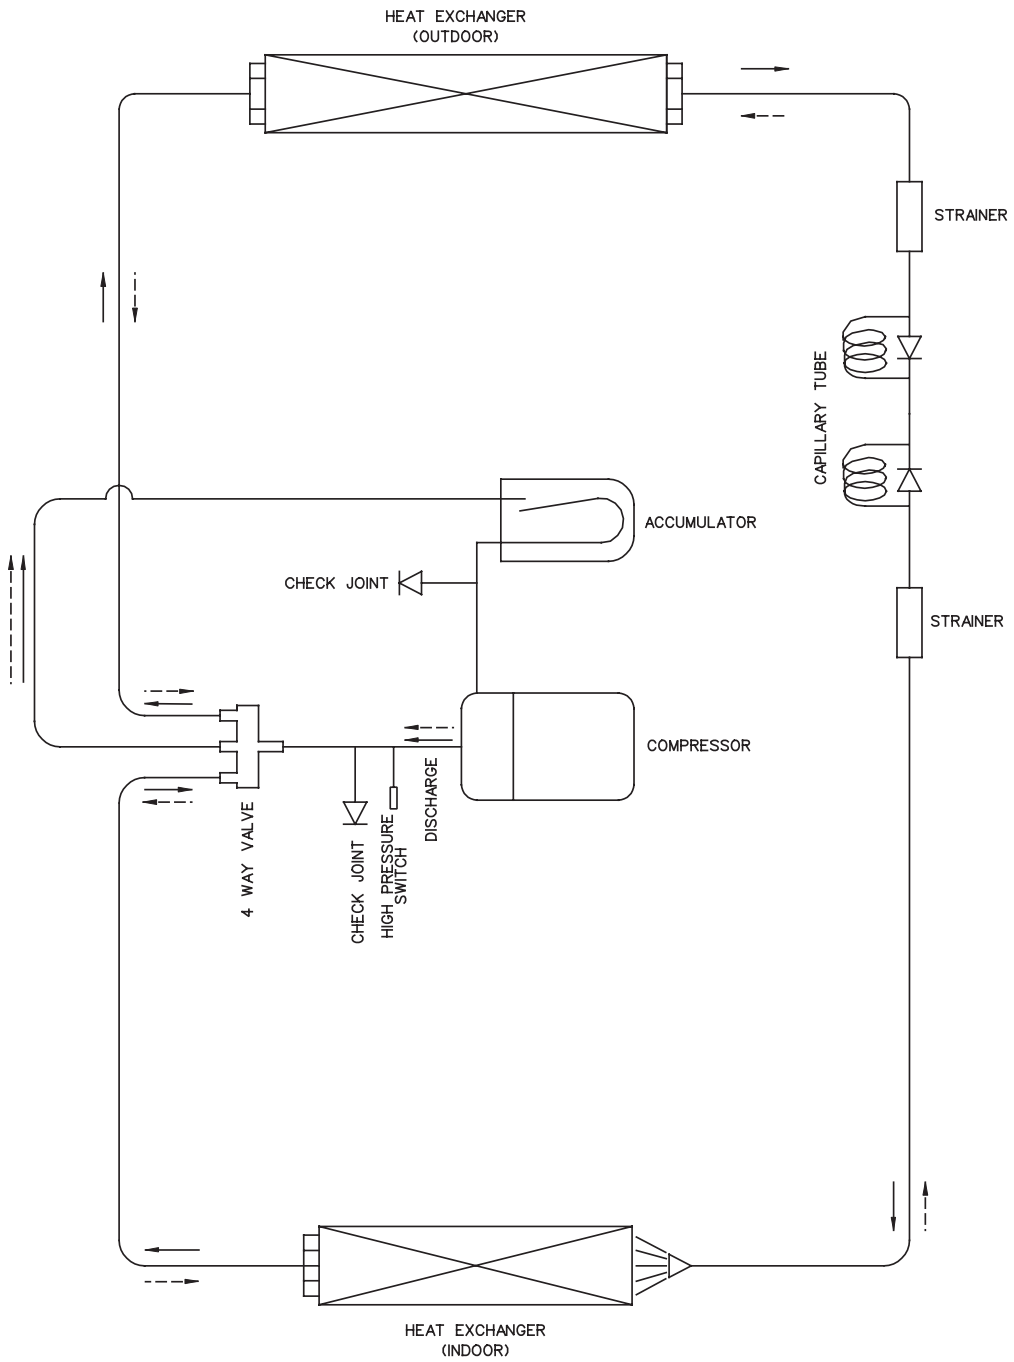 HEAT EXCHANGER
(OUTDOOR)
STRAINER
CAPILLARY TUBE
ACCUMULATOR
CHECK JOINT
STRAINER
COMPRESSOR
DISCHARGE
4 WAY VALVE
CHECK JOINT
HIGH PRESSURE
SWITCH
HEAT EXCHANGER
(INDOOR)